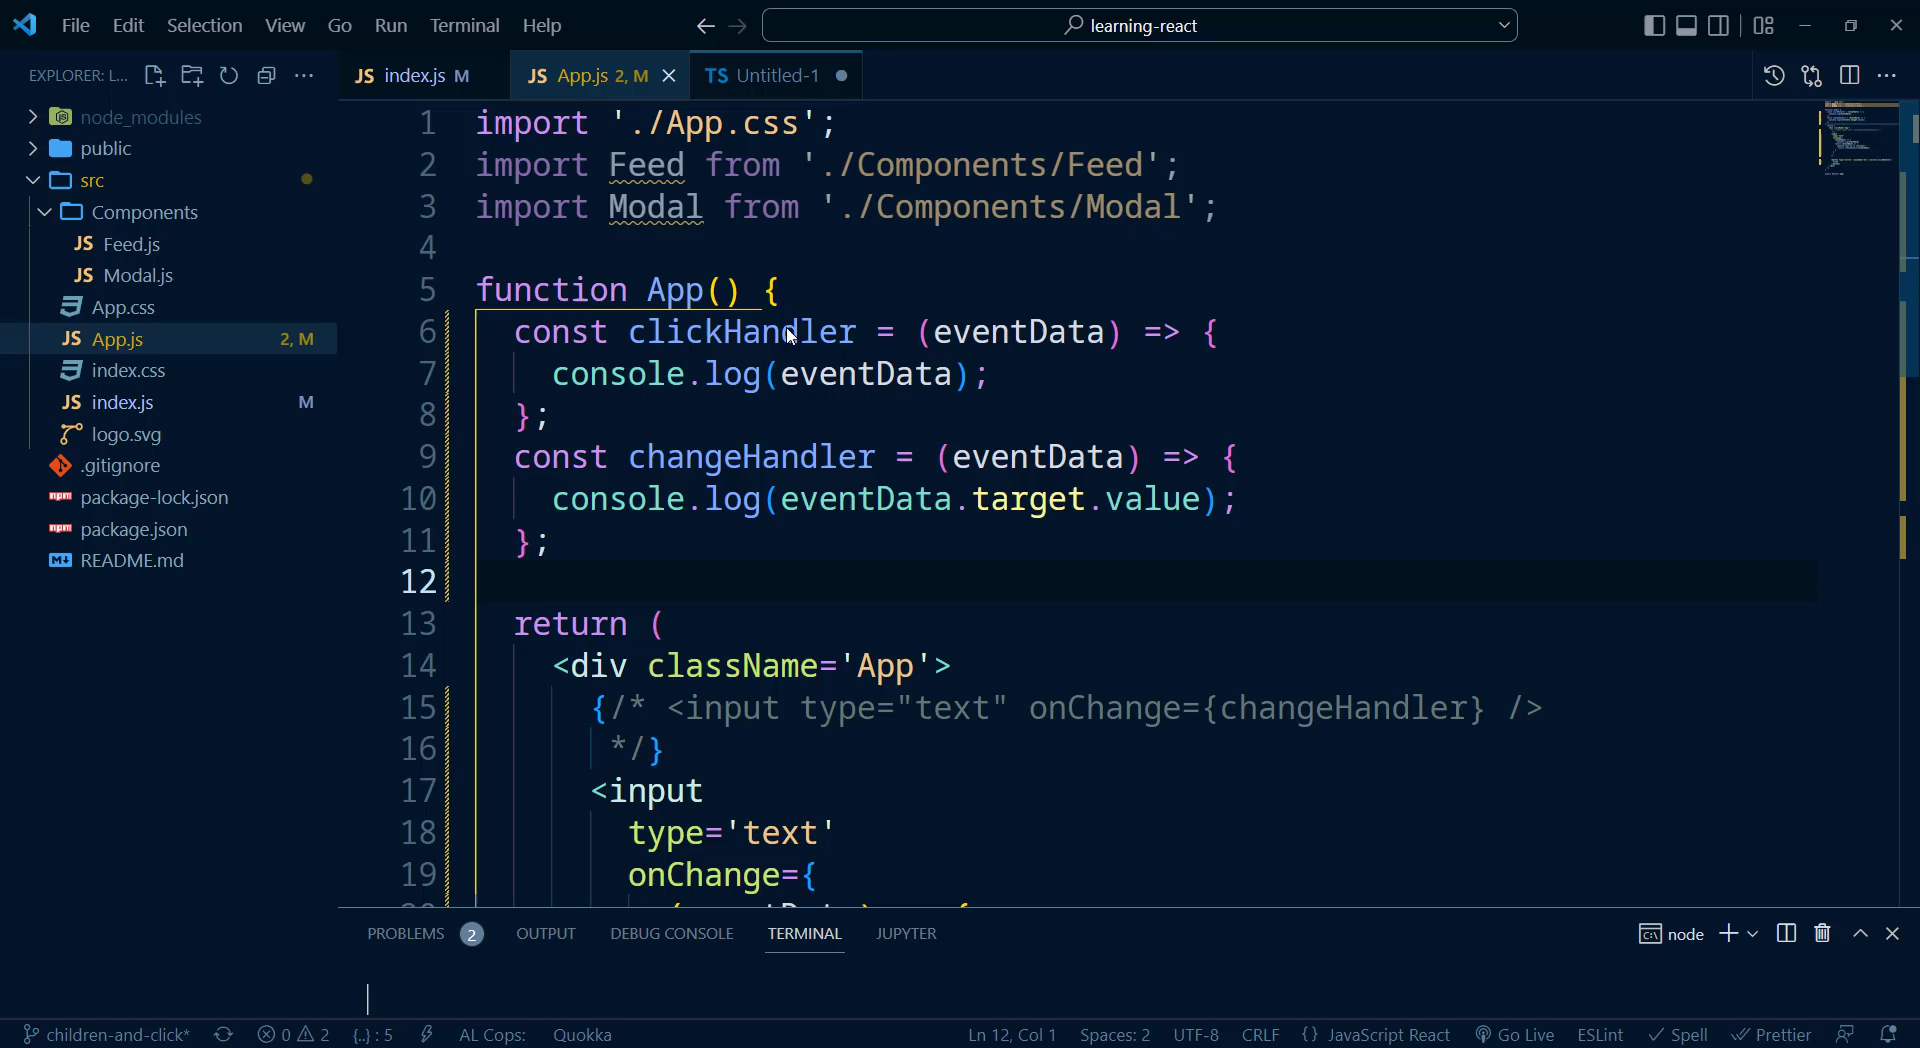 File Edit Selection View Go Run Terminal Help
learning-react
EXPLORER: L...
JS index.js M
JS App.js 2, M
TS Untitled-1
node_modules
public
src
Components
JS Feed.js
JS Modal.js
App.css
JS App.js 2, M
index.css
JS index.js M
logo.svg
.gitignore
npm package-lock.json
npm package.json
M README.md
1 import './App.css';
2 import Feed from './Components/Feed';
3 import Modal from './Components/Modal';
4
5 function App() {
6 const clickHandler = (eventData) => {
7 console.log(eventData);
8 };
9 const changeHandler = (eventData) => {
10 console.log(eventData.target.value);
11 };
12
13 return (
14 <div className='App'>
15 {/* <input type="text" onChange={changeHandler} />
16 */}
17 <input
18 type='text'
19 onChange={
PROBLEMS 2 OUTPUT DEBUG CONSOLE TERMINAL JUPYTER
node
children-and-click* 0 2 {..} : 5 AL Cops: Quokka
Ln 12, Col 1 Spaces: 2 UTF-8 CRLF {} JavaScript React Go Live ESLint Spell Prettier